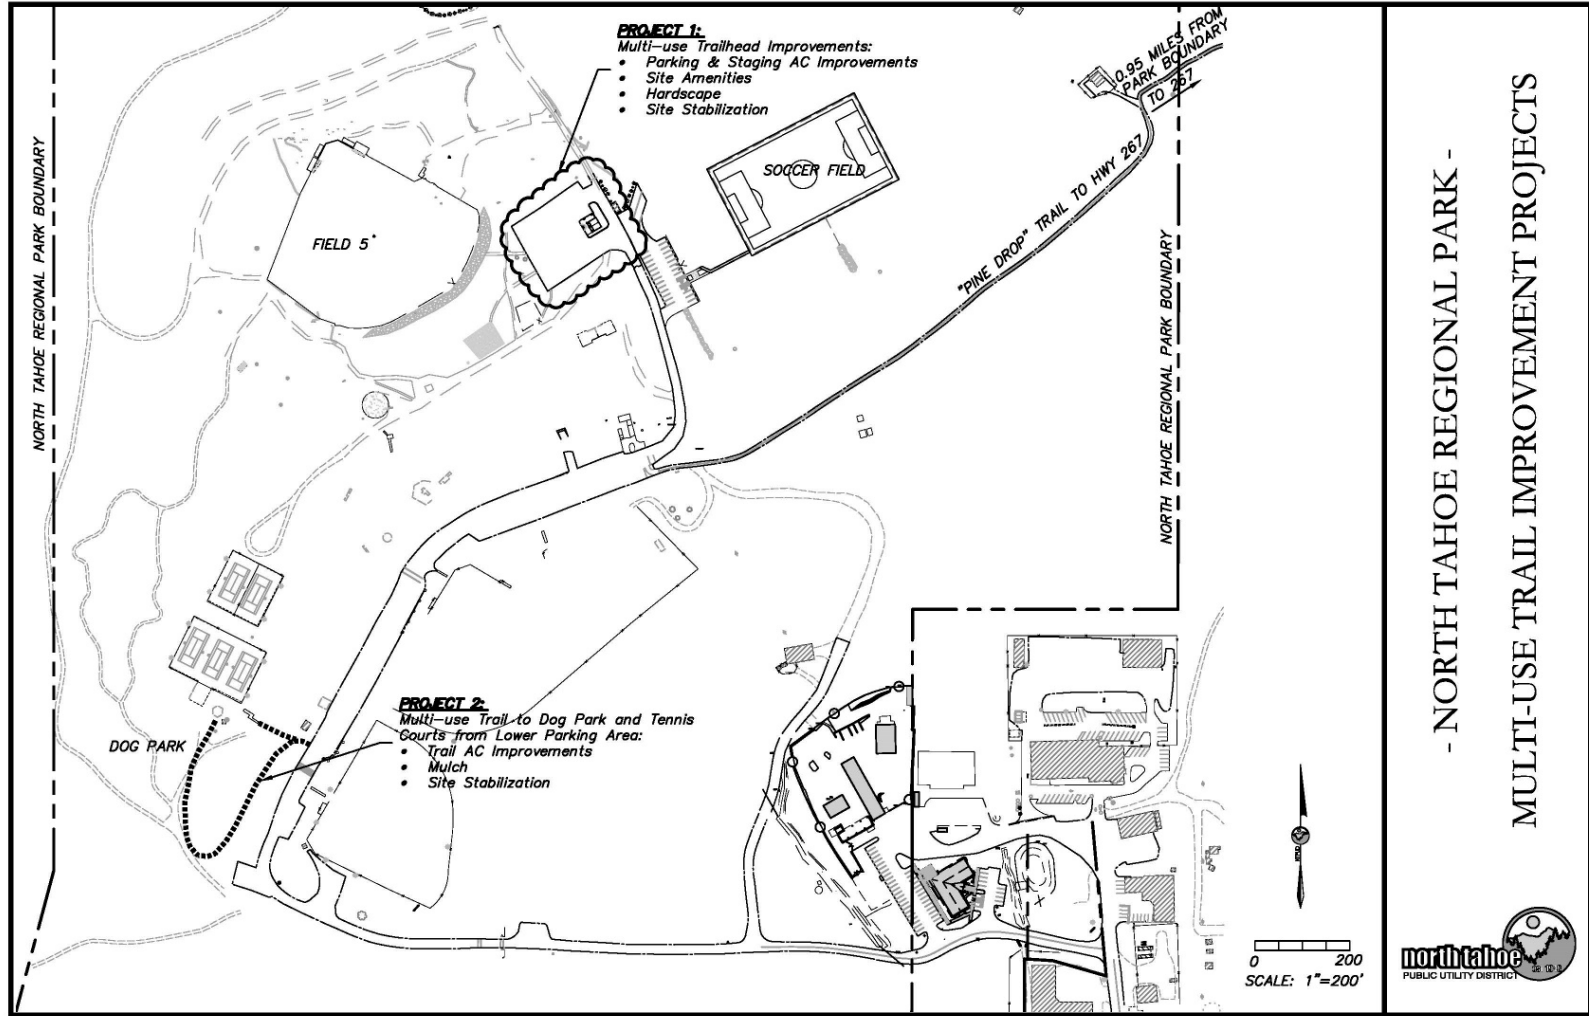 PROJECT 1:
Multi-use Trailhead Improvements:
• Parking & Staging AC Improvements
• Site Amenities
• Hardscape
• Site Stabilization
0.95 MILES FROM
PARK BOUNDARY
TO 267
NORTH TAHOE REGIONAL PARK BOUNDARY
SOCCER FIELD
FIELD 5
"PINE DROP" TRAIL TO HWY 267
NORTH TAHOE REGIONAL PARK BOUNDARY
PROJECT 2:
Multi-use Trail to Dog Park and Tennis
Courts from Lower Parking Area:
• Trail AC Improvements
• Mulch
• Site Stabilization
DOG PARK
0 200
SCALE: 1"=200'
- NORTH TAHOE REGIONAL PARK -
MULTI-USE TRAIL IMPROVEMENT PROJECTS
north tahoe
PUBLIC UTILITY DISTRICT